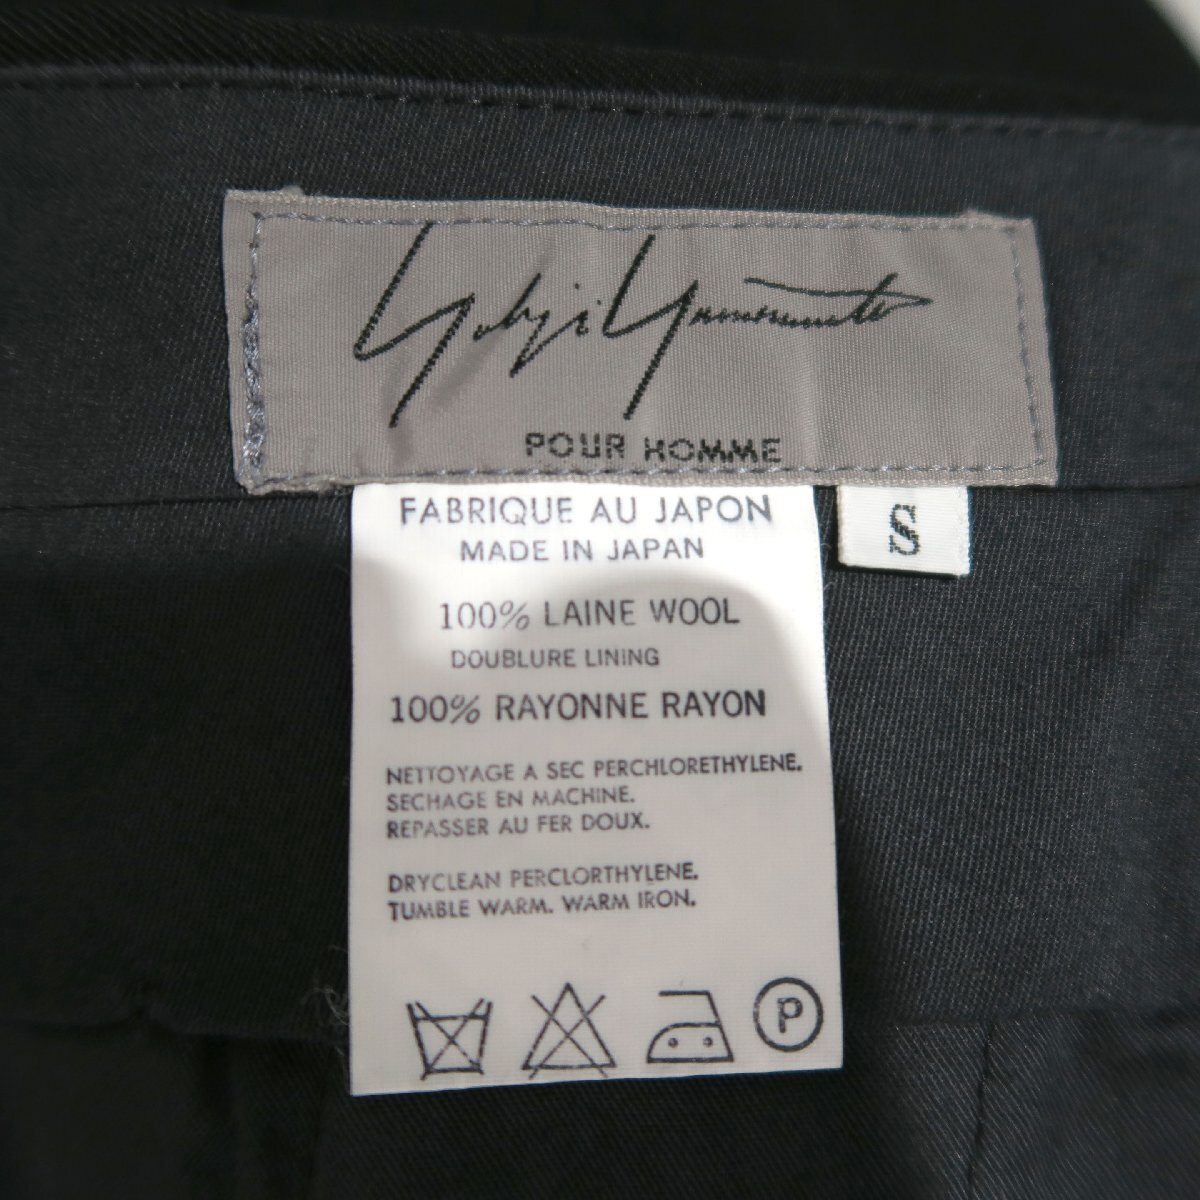 Yohji Yamamoto
POUR HOMME
S
FABRIQUE AU JAPON
MADE IN JAPAN
100% LAINE WOOL
DOUBLURE LINING
100% RAYONNE RAYON
NETTOYAGE A SEC PERCHLORETHYLENE.
SECHAGE EN MACHINE.
REPASSER AU FER DOUX.
DRYCLEAN PERCLORTHYLENE.
TUMBLE WARM. WARM IRON.
P